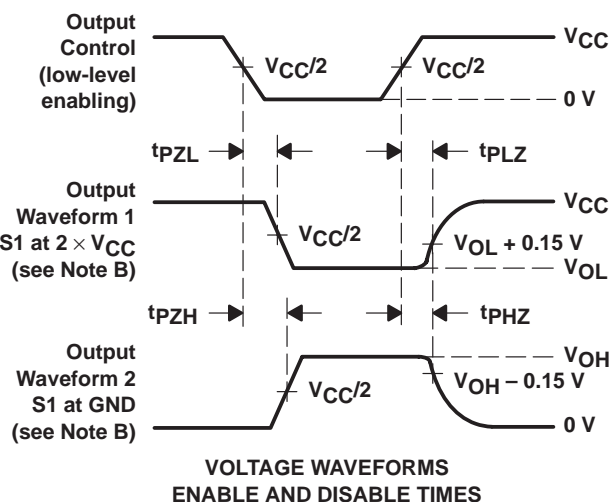 Output
Control
(low-level
enabling)
VCC/2
VCC/2
VCC
0 V
tPZL
tPLZ
Output
Waveform 1
S1 at 2 × VCC
(see Note B)
VCC/2
VCC
VOL + 0.15 V
VOL
tPZH
tPHZ
Output
Waveform 2
S1 at GND
(see Note B)
VCC/2
VOH
VOH – 0.15 V
0 V
VOLTAGE WAVEFORMS
ENABLE AND DISABLE TIMES